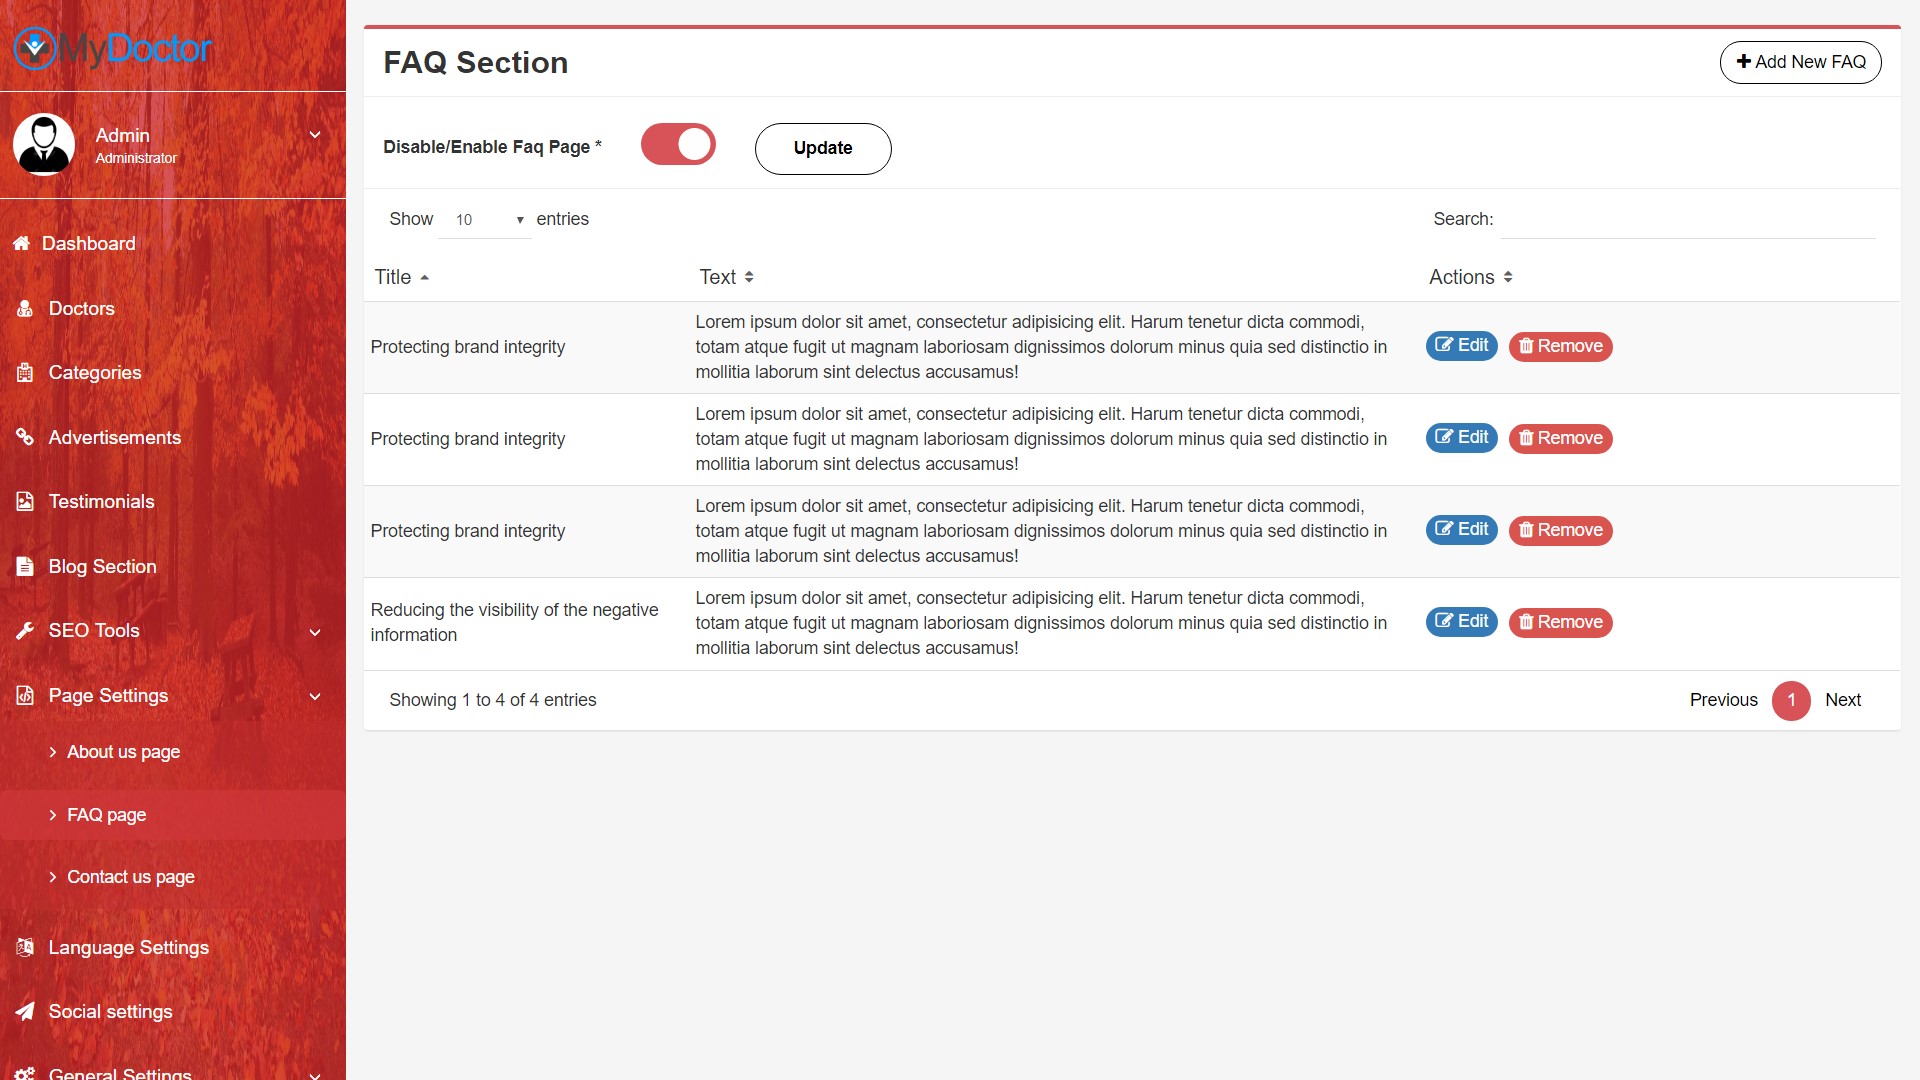 MyDoctor
Admin
Administrator
Dashboard
Doctors
Categories
Advertisements
Testimonials
Blog Section
SEO Tools
Page Settings
About us page
FAQ page
Contact us page
Language Settings
Social settings
General Settings
FAQ Section
Add New FAQ
Disable/Enable Faq Page *
Update
Show 10 entries
Search:
Title Text Actions
Protecting brand integrity
Lorem ipsum dolor sit amet, consectetur adipisicing elit. Harum tenetur dicta commodi,
totam atque fugit ut magnam laboriosam dignissimos dolorum minus quia sed distinctio in
mollitia laborum sint delectus accusamus!
Edit Remove
Protecting brand integrity
Lorem ipsum dolor sit amet, consectetur adipisicing elit. Harum tenetur dicta commodi,
totam atque fugit ut magnam laboriosam dignissimos dolorum minus quia sed distinctio in
mollitia laborum sint delectus accusamus!
Edit Remove
Protecting brand integrity
Lorem ipsum dolor sit amet, consectetur adipisicing elit. Harum tenetur dicta commodi,
totam atque fugit ut magnam laboriosam dignissimos dolorum minus quia sed distinctio in
mollitia laborum sint delectus accusamus!
Edit Remove
Reducing the visibility of the negative
information
Lorem ipsum dolor sit amet, consectetur adipisicing elit. Harum tenetur dicta commodi,
totam atque fugit ut magnam laboriosam dignissimos dolorum minus quia sed distinctio in
mollitia laborum sint delectus accusamus!
Edit Remove
Showing 1 to 4 of 4 entries
Previous 1 Next